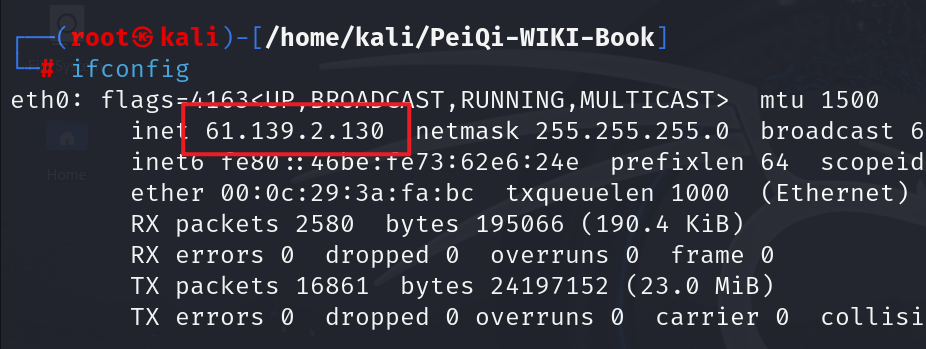 ┌──(root㉿kali)-[/home/kali/PeiQi-WIKI-Book]
└─# ifconfig
eth0: flags=4163<UP,BROADCAST,RUNNING,MULTICAST>  mtu 1500
        inet 61.139.2.130  netmask 255.255.255.0  broadcast 6
        inet6 fe80::46be:fe73:62e6:24e  prefixlen 64  scopeid
        ether 00:0c:29:3a:fa:bc  txqueuelen 1000  (Ethernet)
        RX packets 2580  bytes 195066 (190.4 KiB)
        RX errors 0  dropped 0  overruns 0  frame 0
        TX packets 16861  bytes 24197152 (23.0 MiB)
        TX errors 0  dropped 0 overruns 0  carrier 0  collisi
Home